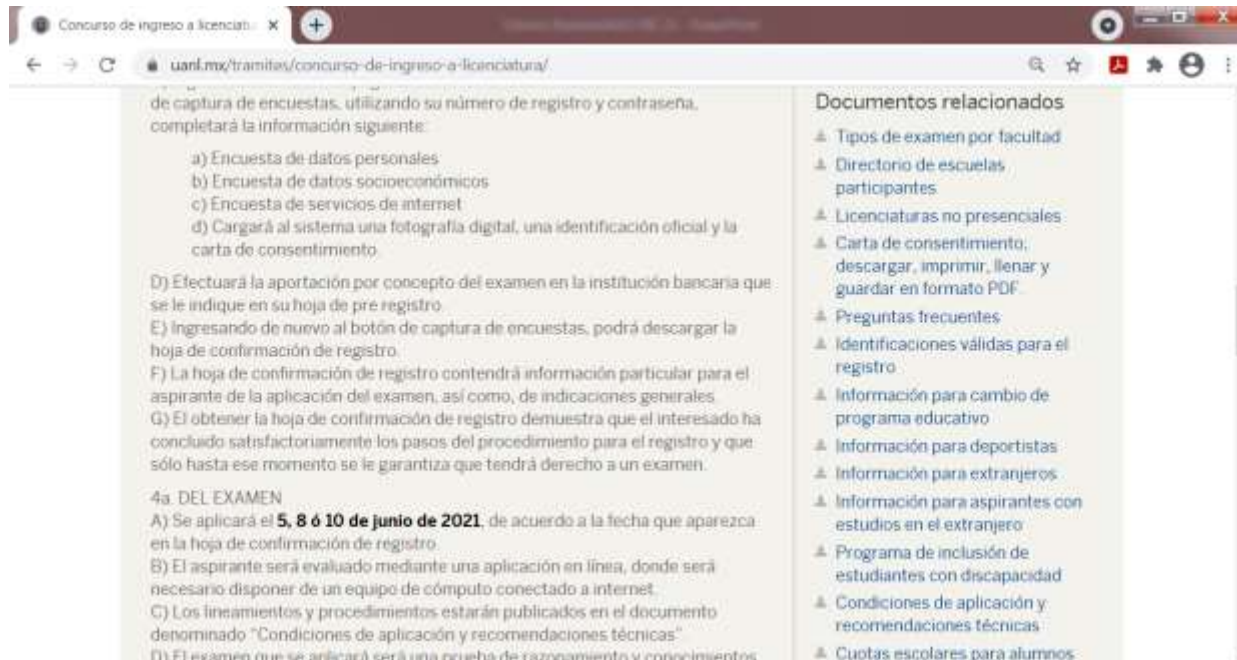 Concurso de ingreso a licenciatu
uanl.mx/tramites/concurso-de-ingreso-a-licenciatura/
de captura de encuestas, utilizando su número de registro y contraseña,
completará la información siguiente:
a) Encuesta de datos personales
b) Encuesta de datos socioeconómicos
c) Encuesta de servicios de internet
d) Cargará al sistema una fotografía digital, una identificación oficial y la
carta de consentimiento.
D) Efectuará la aportación por concepto del examen en la institución bancaria que
se le indique en su hoja de pre registro.
E) Ingresando de nuevo al botón de captura de encuestas, podrá descargar la
hoja de confirmación de registro.
F) La hoja de confirmación de registro contendrá información particular para el
aspirante de la aplicación del examen, así como, de indicaciones generales.
G) El obtener la hoja de confirmación de registro demuestra que el interesado ha
concluido satisfactoriamente los pasos del procedimiento para el registro y que
sólo hasta ese momento se le garantiza que tendrá derecho a un examen.
4a. DEL EXAMEN
A) Se aplicará el 5, 8 ó 10 de junio de 2021, de acuerdo a la fecha que aparezca
en la hoja de confirmación de registro.
B) El aspirante será evaluado mediante una aplicación en línea, donde será
necesario disponer de un equipo de cómputo conectado a internet.
C) Los lineamientos y procedimientos estarán publicados en el documento
denominado "Condiciones de aplicación y recomendaciones técnicas"
D) El examen que se aplicará será una prueba de razonamiento y conocimientos
Documentos relacionados
Tipos de examen por facultad
Directorio de escuelas
participantes
Licenciaturas no presenciales
Carta de consentimiento,
descargar, imprimir, llenar y
guardar en formato PDF.
Preguntas frecuentes
Identificaciones válidas para el
registro
Información para cambio de
programa educativo
Información para deportistas
Información para extranjeros
Información para aspirantes con
estudios en el extranjero
Programa de inclusión de
estudiantes con discapacidad
Condiciones de aplicación y
recomendaciones técnicas
Cuotas escolares para alumnos